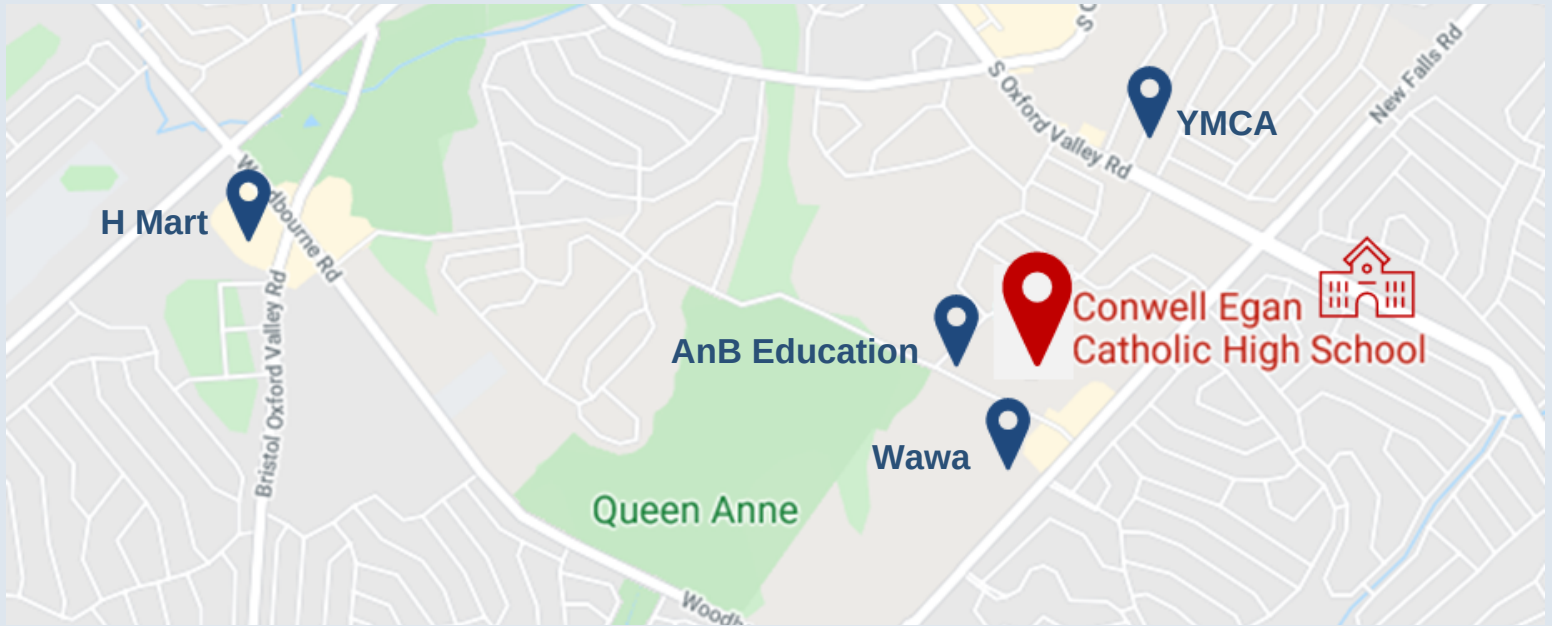 S O
S Oxford Valley Rd
New Falls Rd
YMCA
Woodbourne Rd
H Mart
Bristol Oxford Valley Rd
Conwell Egan
Catholic High School
AnB Education
Wawa
Queen Anne
Woodb